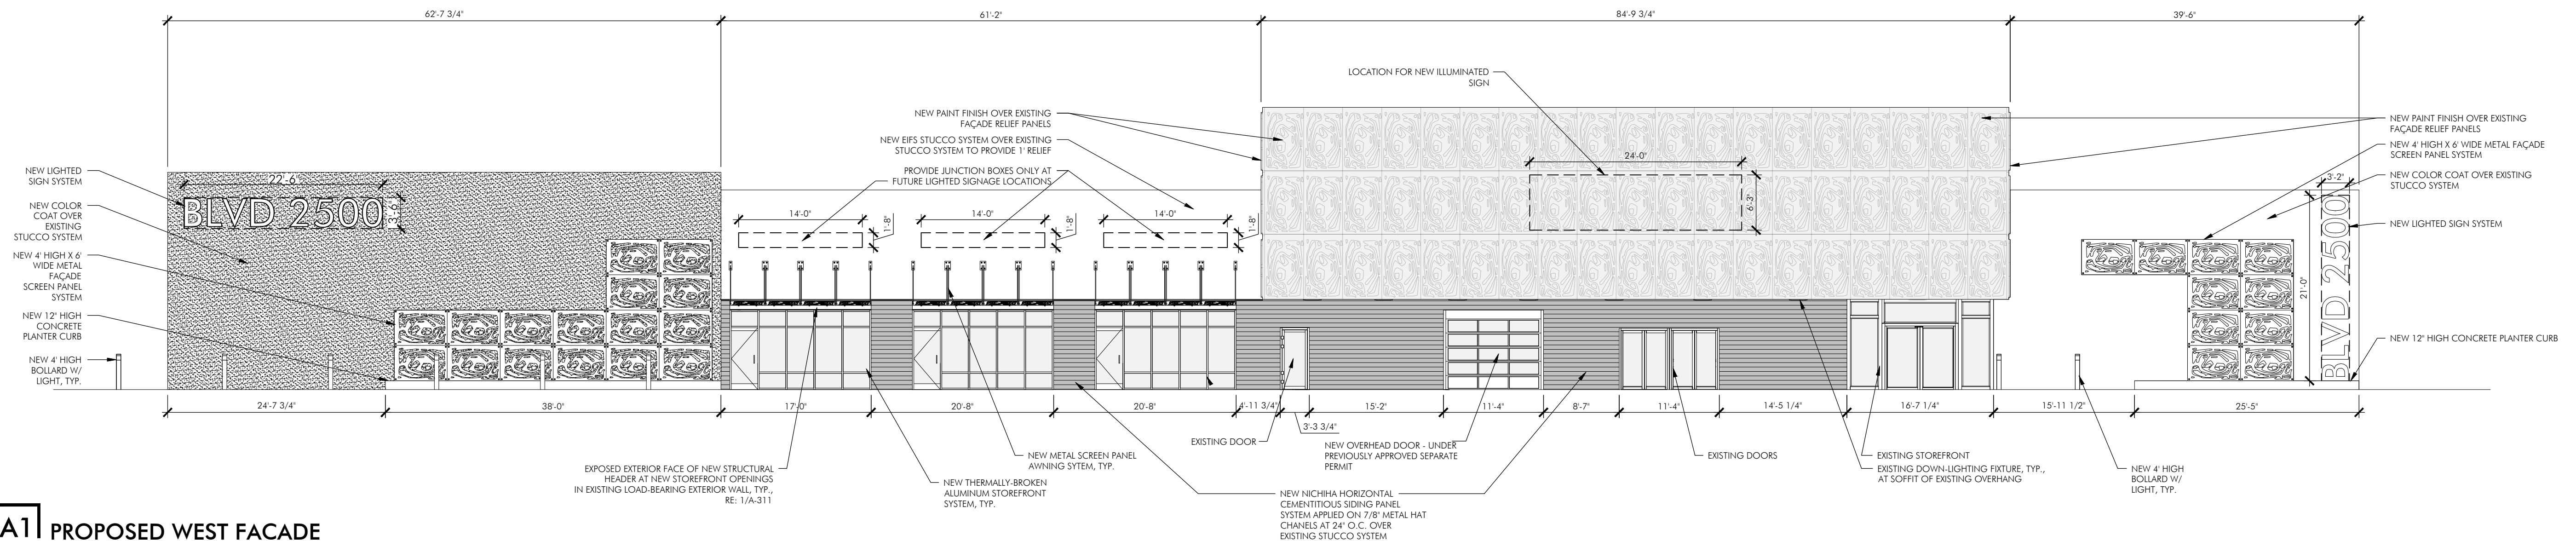 62'-7 3/4"
61'-2"
84'-9 3/4"
39'-6"
LOCATION FOR NEW ILLUMINATED
SIGN
NEW PAINT FINISH OVER EXISTING
FAÇADE RELIEF PANELS
NEW EIFS STUCCO SYSTEM OVER EXISTING
STUCCO SYSTEM TO PROVIDE 1' RELIEF
PROVIDE JUNCTION BOXES ONLY AT
FUTURE LIGHTED SIGNAGE LOCATIONS
NEW PAINT FINISH OVER EXISTING
FAÇADE RELIEF PANELS
NEW 4' HIGH X 6' WIDE METAL FAÇADE
SCREEN PANEL SYSTEM
NEW COLOR COAT OVER EXISTING
STUCCO SYSTEM
NEW LIGHTED SIGN SYSTEM
NEW 12" HIGH CONCRETE PLANTER CURB
NEW LIGHTED
SIGN SYSTEM
NEW COLOR
COAT OVER
EXISTING
STUCCO SYSTEM
NEW 4' HIGH X 6'
WIDE METAL
FAÇADE
SCREEN PANEL
SYSTEM
NEW 12" HIGH
CONCRETE
PLANTER CURB
NEW 4' HIGH
BOLLARD W/
LIGHT, TYP.
22'-6"
BLVD 2500
3'-6"
14'-0"
1'-8"
14'-0"
1'-8"
14'-0"
1'-8"
24'-0"
6'-3"
3'-2"
21'-0"
BLVD 2500
24'-7 3/4"
38'-0"
17'-0"
20'-8"
20'-8"
4'-11 3/4"
3'-3 3/4"
15'-2"
11'-4"
8'-7"
11'-4"
14'-5 1/4"
16'-7 1/4"
15'-11 1/2"
25'-5"
EXPOSED EXTERIOR FACE OF NEW STRUCTURAL
HEADER AT NEW STOREFRONT OPENINGS
IN EXISTING LOAD-BEARING EXTERIOR WALL, TYP.,
RE: 1/A-311
NEW THERMALLY-BROKEN
ALUMINUM STOREFRONT
SYSTEM, TYP.
NEW METAL SCREEN PANEL
AWNING SYTEM, TYP.
EXISTING DOOR
NEW OVERHEAD DOOR - UNDER
PREVIOUSLY APPROVED SEPARATE
PERMIT
NEW NICHIHA HORIZONTAL
CEMENTITIOUS SIDING PANEL
SYSTEM APPLIED ON 7/8" METAL HAT
CHANELS AT 24" O.C. OVER
EXISTING STUCCO SYSTEM
EXISTING DOORS
EXISTING STOREFRONT
EXISTING DOWN-LIGHTING FIXTURE, TYP.,
AT SOFFIT OF EXISTING OVERHANG
NEW 4' HIGH
BOLLARD W/
LIGHT, TYP.
A1 PROPOSED WEST FACADE